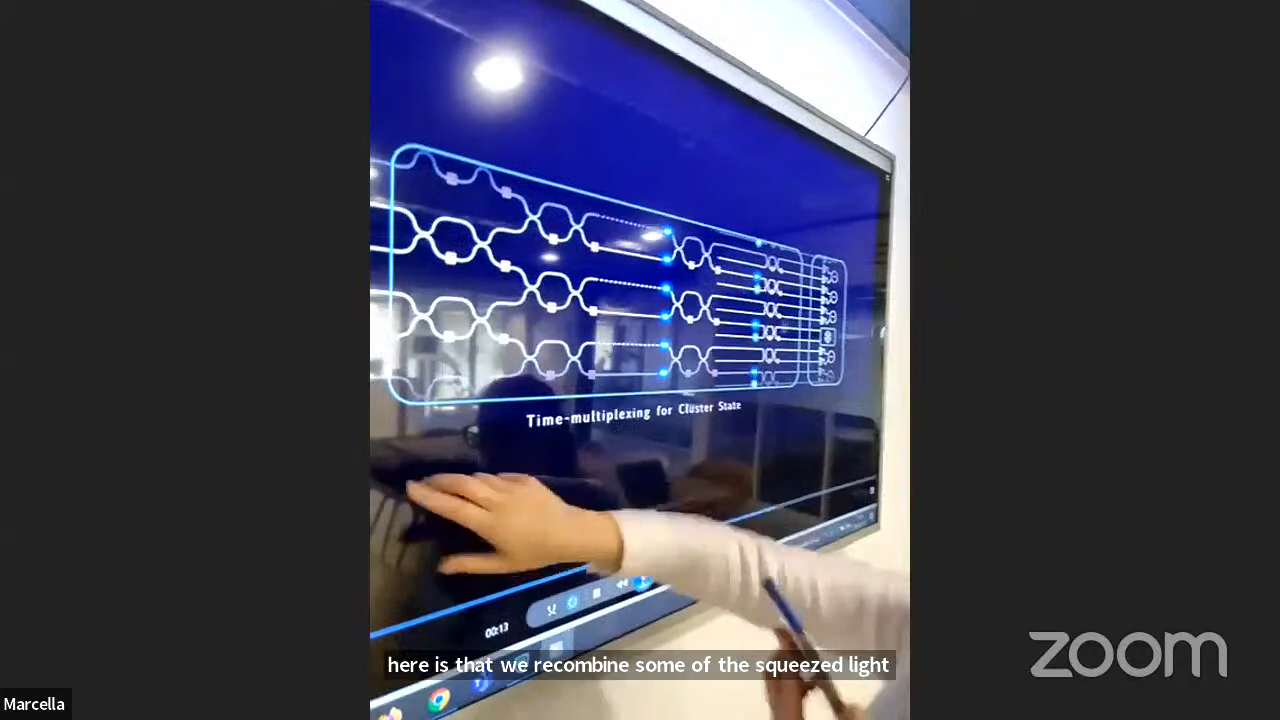 Time-multiplexing for Cluster State
00:13
here is that we recombine some of the squeezed light
zoom
Marcella